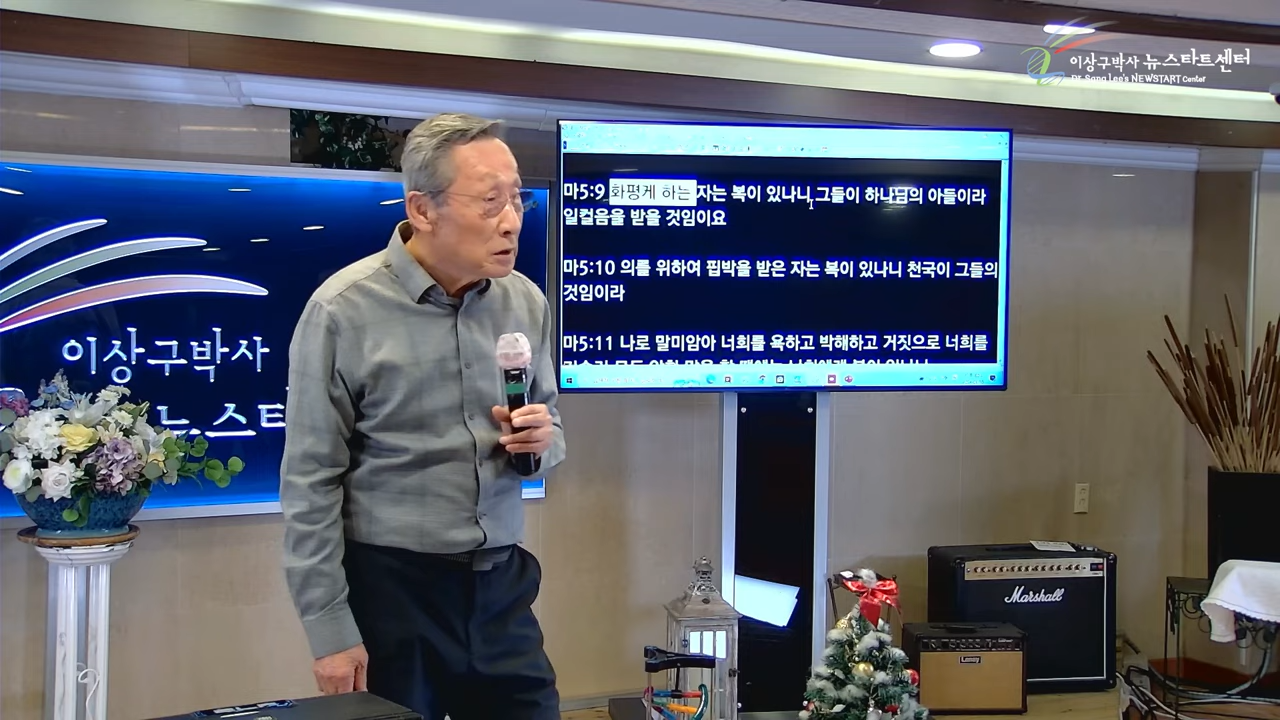 이상구박사 뉴스타트센터
Dr. Sang Lee's NEWSTART Center
마5:9 화평케 하는 자는 복이 있나니 그들이 하나님의 아들이라
일컬음을 받을 것임이요
마5:10 의를 위하여 핍박을 받은 자는 복이 있나니 천국이 그들의
것임이라
마5:11 나로 말미암아 너희를 욕하고 박해하고 거짓으로 너희를
이상구박사
뉴스타
Marshall
Laney